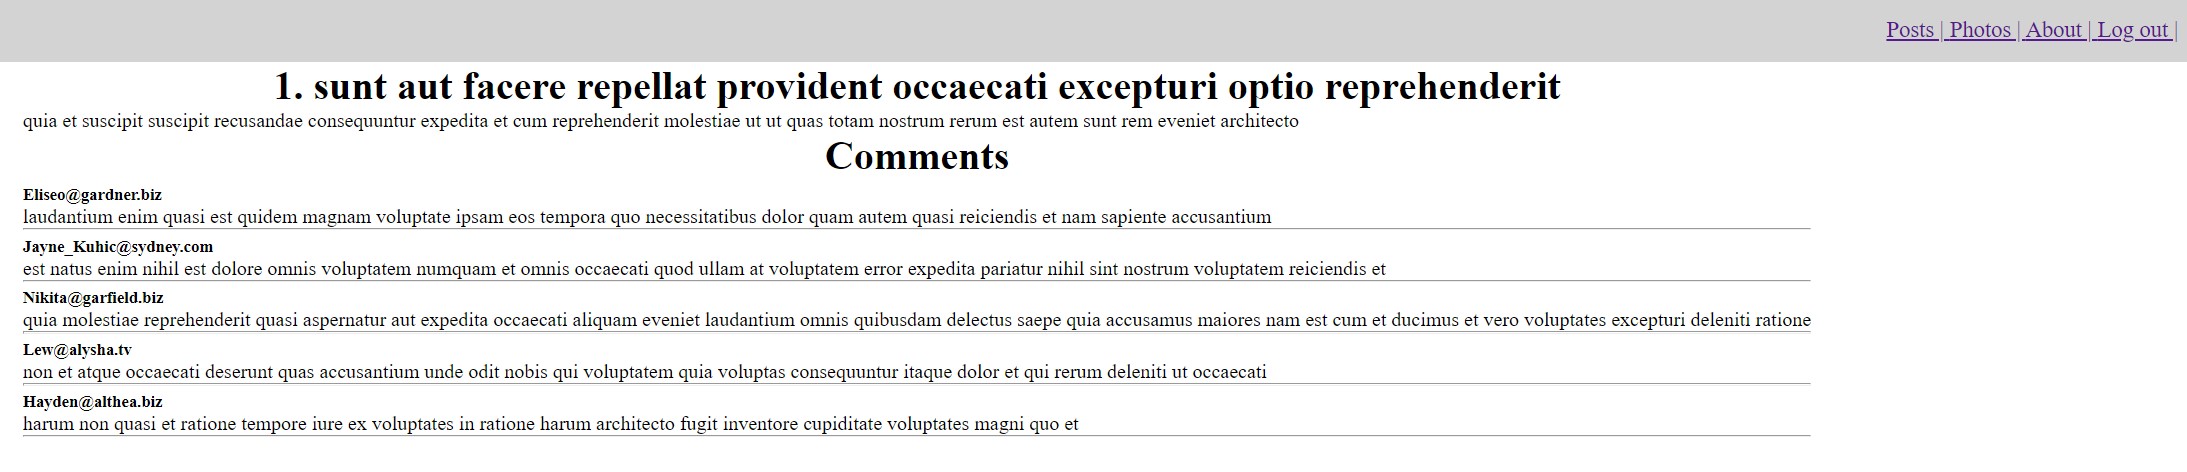 Posts | Photos | About | Log out |
1. sunt aut facere repellat provident occaecati excepturi optio reprehenderit
quia et suscipit suscipit recusandae consequuntur expedita et cum reprehenderit molestiae ut ut quas totam nostrum rerum est autem sunt rem eveniet architecto
Comments
Eliseo@gardner.biz
laudantium enim quasi est quidem magnam voluptate ipsam eos tempora quo necessitatibus dolor quam autem quasi reiciendis et nam sapiente accusantium
Jayne_Kuhic@sydney.com
est natus enim nihil est dolore omnis voluptatem numquam et omnis occaecati quod ullam at voluptatem error expedita pariatur nihil sint nostrum voluptatem reiciendis et
Nikita@garfield.biz
quia molestiae reprehenderit quasi aspernatur aut expedita occaecati aliquam eveniet laudantium omnis quibusdam delectus saepe quia accusamus maiores nam est cum et ducimus et vero voluptates excepturi deleniti ratione
Lew@alysha.tv
non et atque occaecati deserunt quas accusantium unde odit nobis qui voluptatem quia voluptas consequuntur itaque dolor et qui rerum deleniti ut occaecati
Hayden@althea.biz
harum non quasi et ratione tempore iure ex voluptates in ratione harum architecto fugit inventore cupiditate voluptates magni quo et